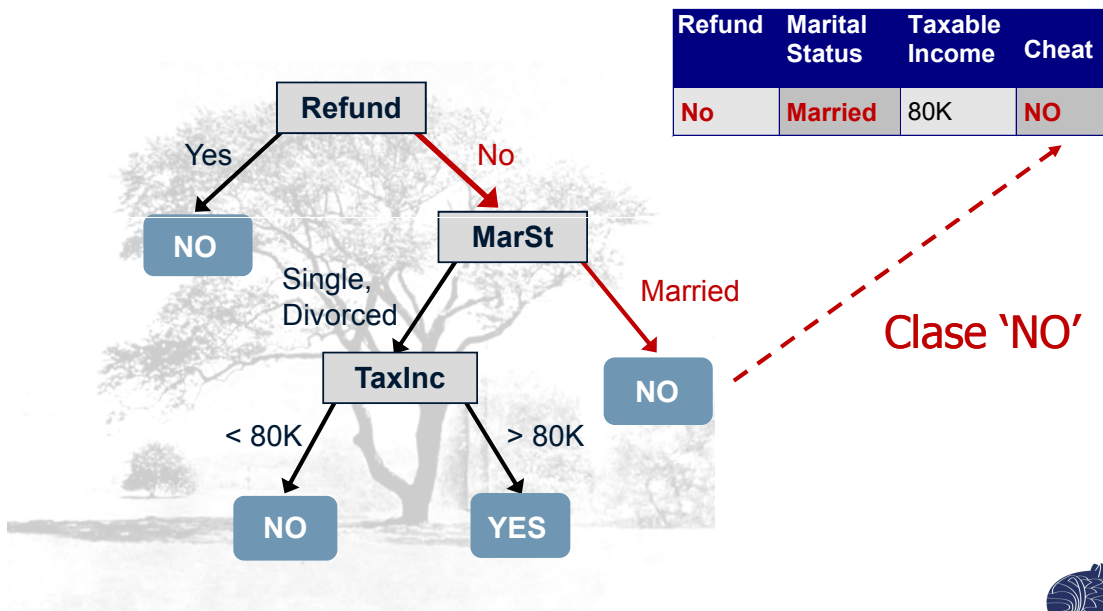 Refund Marital Status Taxable Income Cheat
No Married 80K NO
Refund
Yes
No
NO
MarSt
Single,
Divorced
Married
Clase ‘NO’
TaxInc
NO
< 80K
> 80K
NO
YES